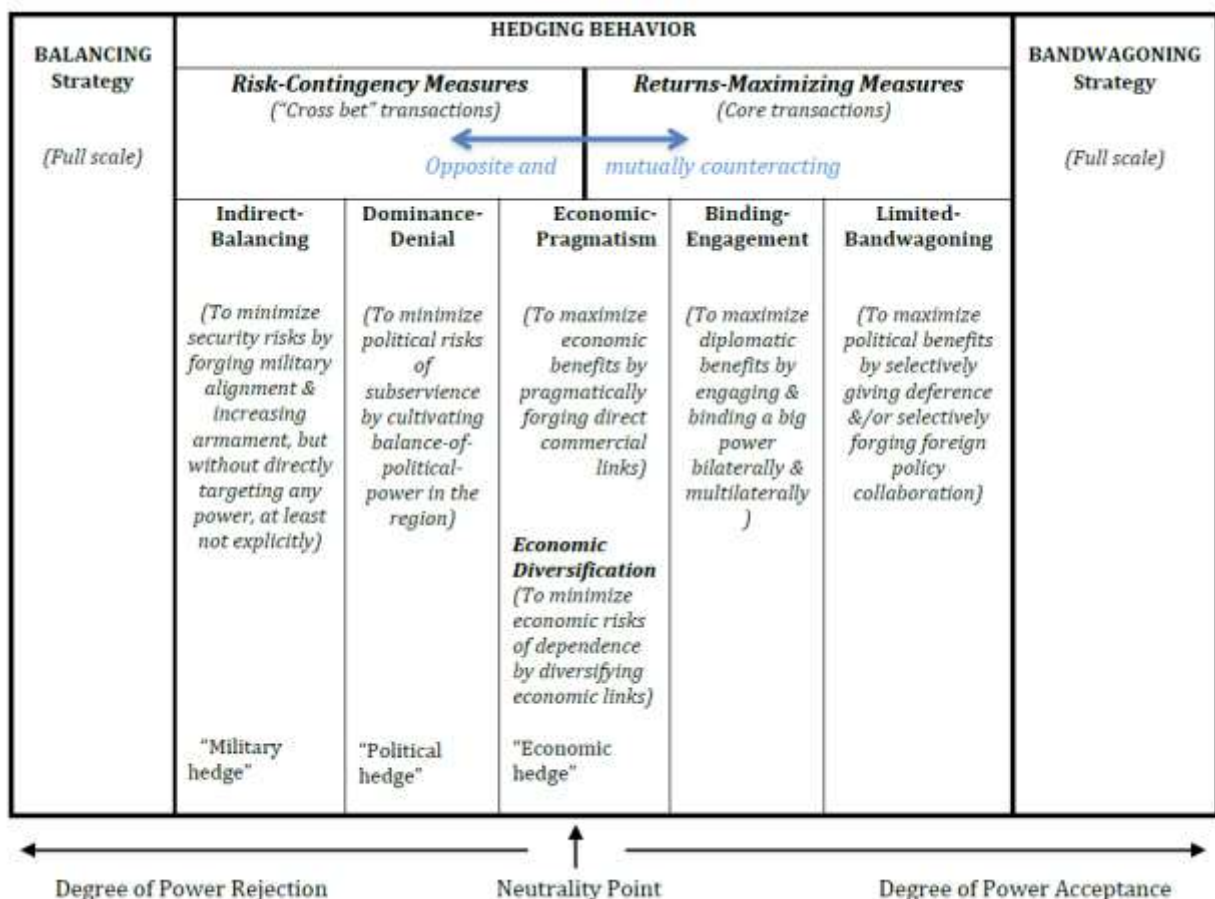 HEDGING BEHAVIOR
BALANCING
Strategy
(Full scale)
Risk-Contingency Measures
(“Cross bet” transactions)
Returns-Maximizing Measures
(Core transactions)
Opposite and mutually counteracting
BANDWAGONING
Strategy
(Full scale)
Indirect-
Balancing
(To minimize
security risks by
forging military
alignment &
increasing
armament, but
without directly
targeting any
power, at least
not explicitly)
“Military
hedge”
Dominance-
Denial
(To minimize
political risks
of
subservience
by cultivating
balance-of-
political-
power in the
region)
“Political
hedge”
Economic-
Pragmatism
(To maximize
economic
benefits by
pragmatically
forging direct
commercial
links)
Economic
Diversification
(To minimize
economic risks
of dependence
by diversifying
economic links)
“Economic
hedge”
Binding-
Engagement
(To maximize
diplomatic
benefits by
engaging &
binding a big
power
bilaterally &
multilaterally
)
Limited-
Bandwagoning
(To maximize
political benefits
by selectively
giving deference
&/or selectively
forging foreign
policy
collaboration)
Degree of Power Rejection
Neutrality Point
Degree of Power Acceptance